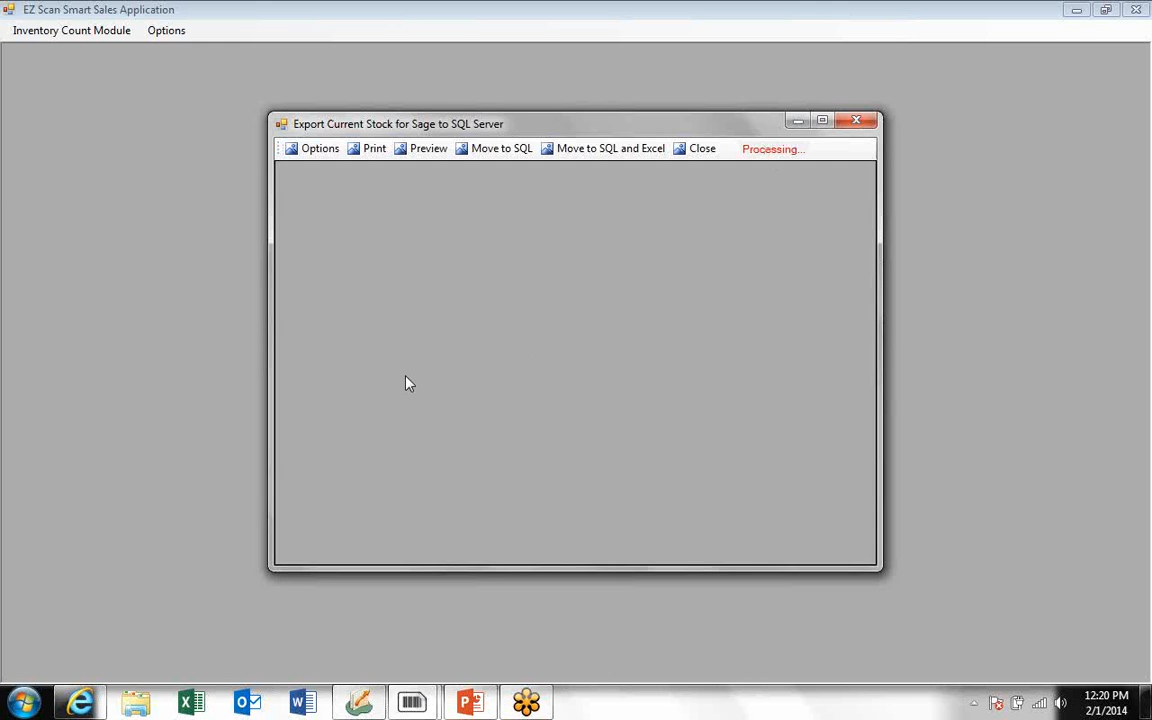 EZ Scan Smart Sales Application
Inventory Count Module Options
Export Current Stock for Sage to SQL Server
Options Print Preview Move to SQL Move to SQL and Excel Close Processing...
12:20 PM
2/1/2014